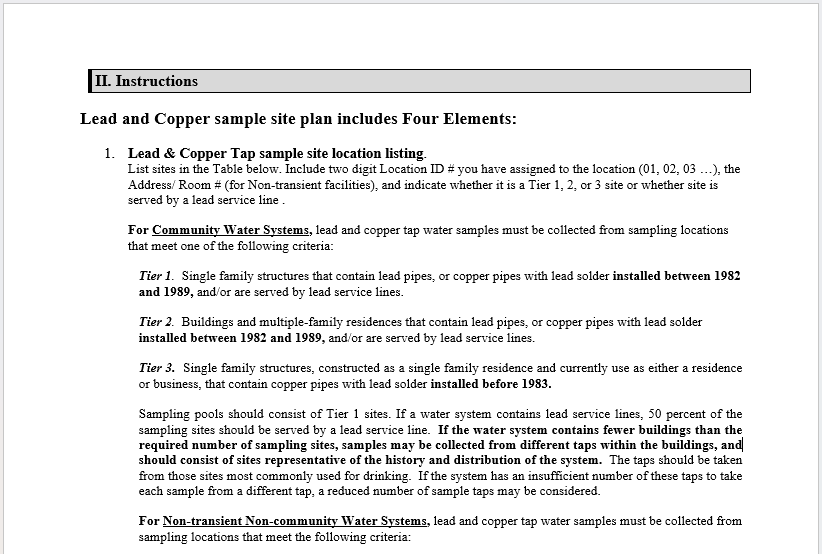 II. Instructions
Lead and Copper sample site plan includes Four Elements:
1. Lead & Copper Tap sample site location listing.
List sites in the Table below. Include two digit Location ID # you have assigned to the location (01, 02, 03 …), the
Address/ Room # (for Non-transient facilities), and indicate whether it is a Tier 1, 2, or 3 site or whether site is
served by a lead service line .
For Community Water Systems, lead and copper tap water samples must be collected from sampling locations
that meet one of the following criteria:
Tier 1. Single family structures that contain lead pipes, or copper pipes with lead solder installed between 1982
and 1989, and/or are served by lead service lines.
Tier 2. Buildings and multiple-family residences that contain lead pipes, or copper pipes with lead solder
installed between 1982 and 1989, and/or are served by lead service lines.
Tier 3. Single family structures, constructed as a single family residence and currently use as either a residence
or business, that contain copper pipes with lead solder installed before 1983.
Sampling pools should consist of Tier 1 sites. If a water system contains lead service lines, 50 percent of the
sampling sites should be served by a lead service line. If the water system contains fewer buildings than the
required number of sampling sites, samples may be collected from different taps within the buildings, and
should consist of sites representative of the history and distribution of the system. The taps should be taken
from those sites most commonly used for drinking. If the system has an insufficient number of these taps to take
each sample from a different tap, a reduced number of sample taps may be considered.
For Non-transient Non-community Water Systems, lead and copper tap water samples must be collected from
sampling locations that meet the following criteria: